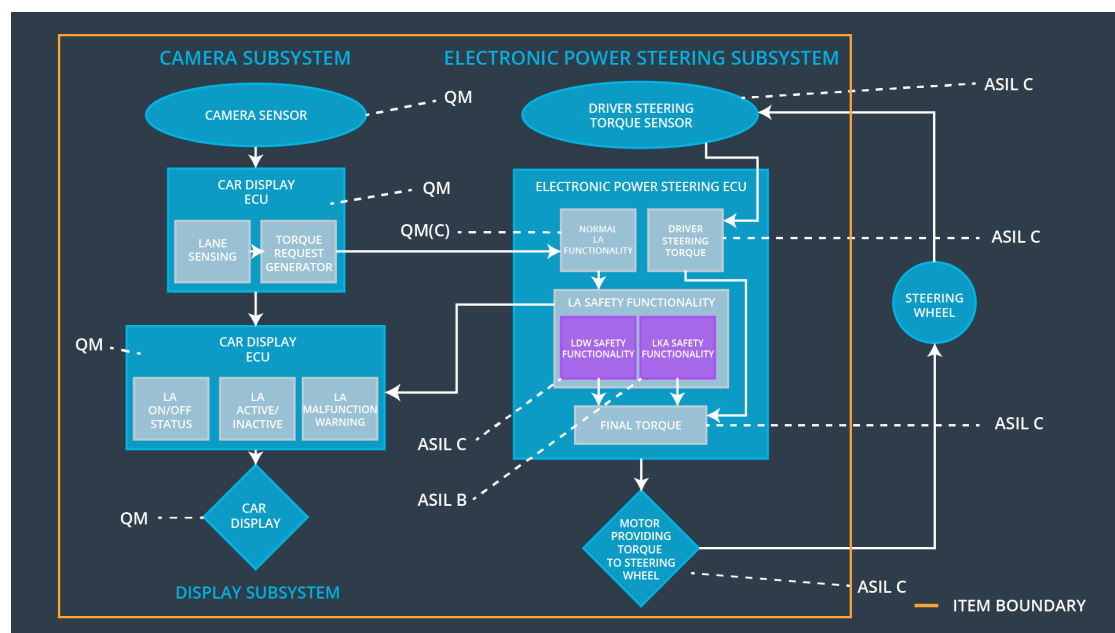 CAMERA SUBSYSTEM
ELECTRONIC POWER STEERING SUBSYSTEM
CAMERA SENSOR
QM
DRIVER STEERING
TORQUE SENSOR
ASIL C
CAR DISPLAY
ECU
QM
LANE
SENSING
TORQUE
REQUEST
GENERATOR
ELECTRONIC POWER STEERING ECU
QM(C)
NORMAL
LA
FUNCTIONALITY
DRIVER
STEERING
TORQUE
ASIL C
LA SAFETY FUNCTIONALITY
LDW SAFETY
FUNCTIONALITY
LKA SAFETY
FUNCTIONALITY
STEERING
WHEEL
QM
CAR DISPLAY
ECU
LA
ON/OFF
STATUS
LA
ACTIVE/
INACTIVE
LA
MALFUNCTION
WARNING
FINAL TORQUE
ASIL C
ASIL C
ASIL B
QM
CAR
DISPLAY
MOTOR
PROVIDING
TORQUE
TO STEERING
WHEEL
ASIL C
DISPLAY SUBSYSTEM
ITEM BOUNDARY